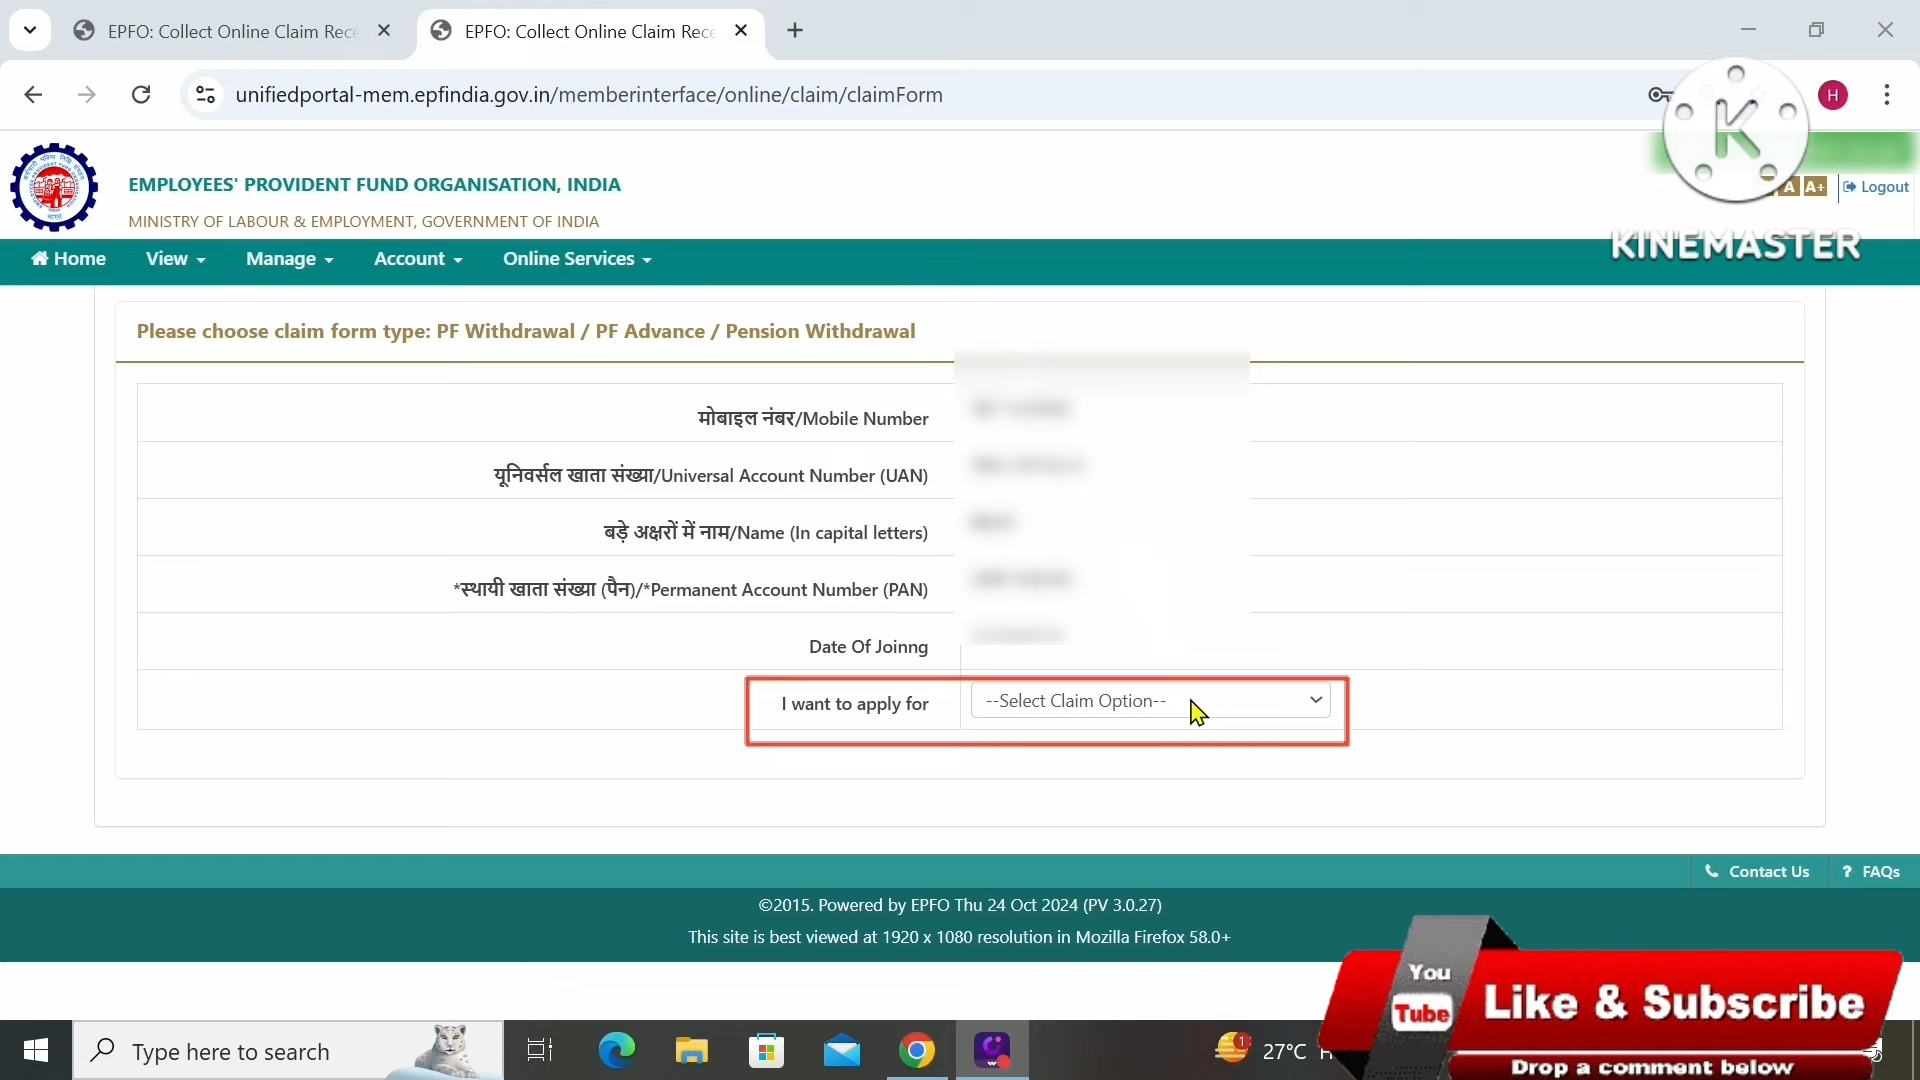 EPFO: Collect Online Claim Rece
EPFO: Collect Online Claim Rece
unifiedportal-mem.epfindia.gov.in/memberinterface/online/claim/claimForm
H
K
KINEMASTER
EMPLOYEES' PROVIDENT FUND ORGANISATION, INDIA
MINISTRY OF LABOUR & EMPLOYMENT, GOVERNMENT OF INDIA
A A+ Logout
Home View Manage Account Online Services
Please choose claim form type: PF Withdrawal / PF Advance / Pension Withdrawal
मोबाइल नंबर/Mobile Number
यूनिवर्सल खाता संख्या/Universal Account Number (UAN)
बड़े अक्षरों में नाम/Name (In capital letters)
*स्थायी खाता संख्या (पैन)/*Permanent Account Number (PAN)
Date Of Joinng
I want to apply for --Select Claim Option--
Contact Us ? FAQs
©2015. Powered by EPFO Thu 24 Oct 2024 (PV 3.0.27)
This site is best viewed at 1920 x 1080 resolution in Mozilla Firefox 58.0+
You Tube Like & Subscribe
Drop a comment below
Type here to search
1 27°C